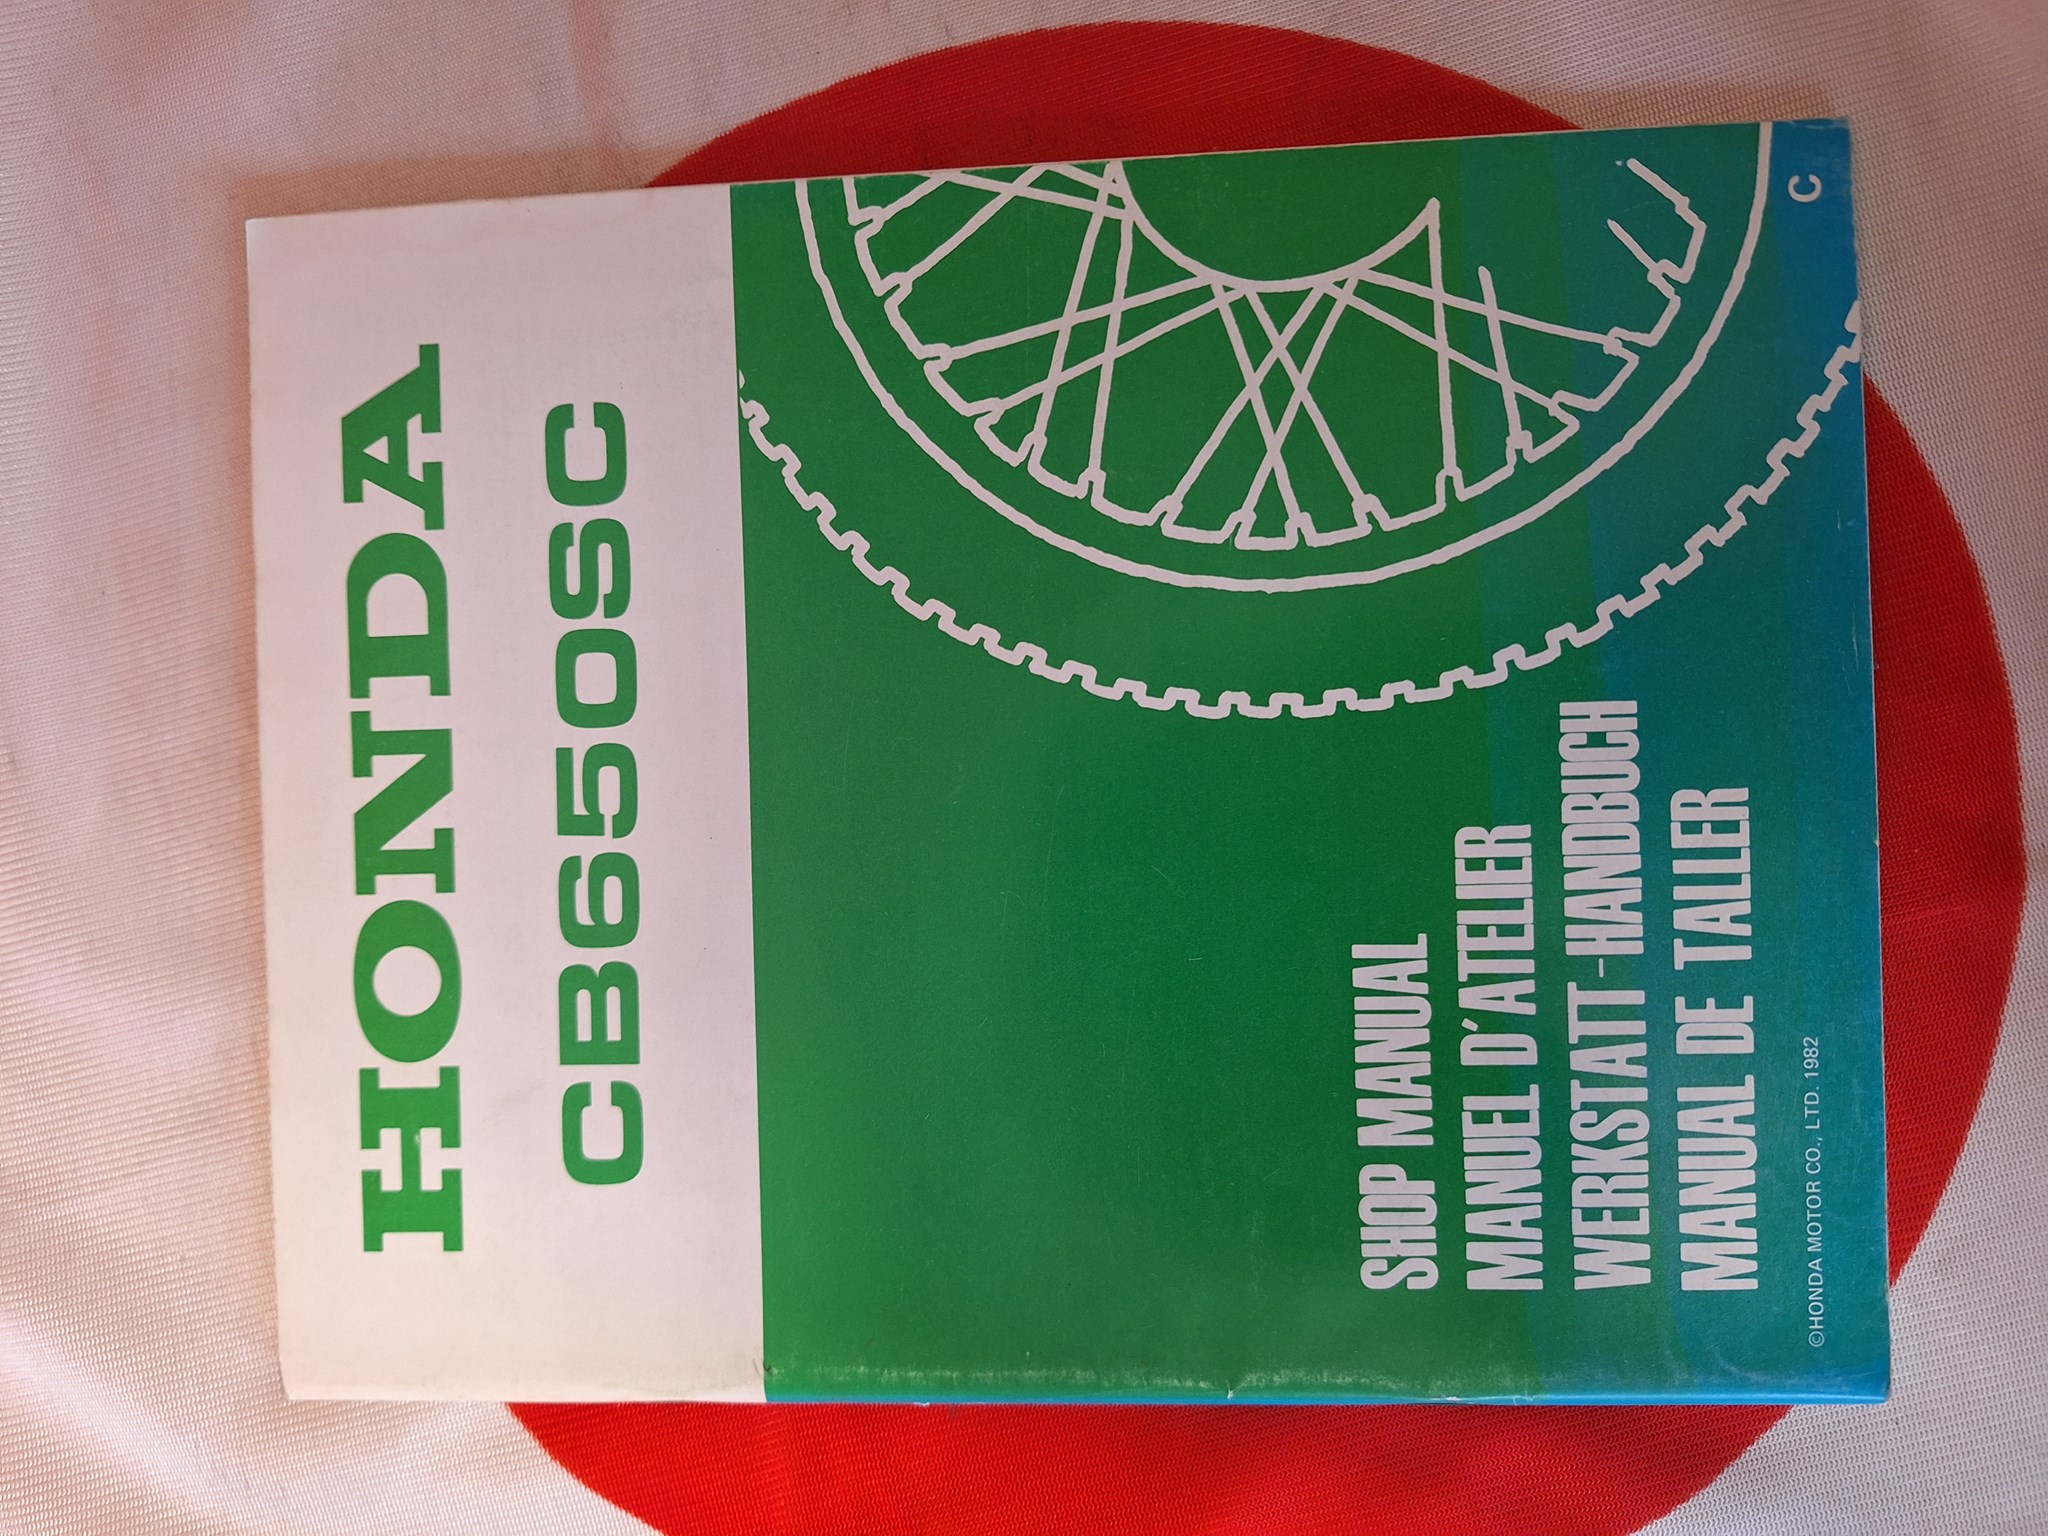 HONDA
CB650SC
SHOP MANUAL
MANUEL D'ATELIER
WERKSTATT-HANDBUCH
MANUAL DE TALLER
©HONDA MOTOR CO., LTD. 1982
C